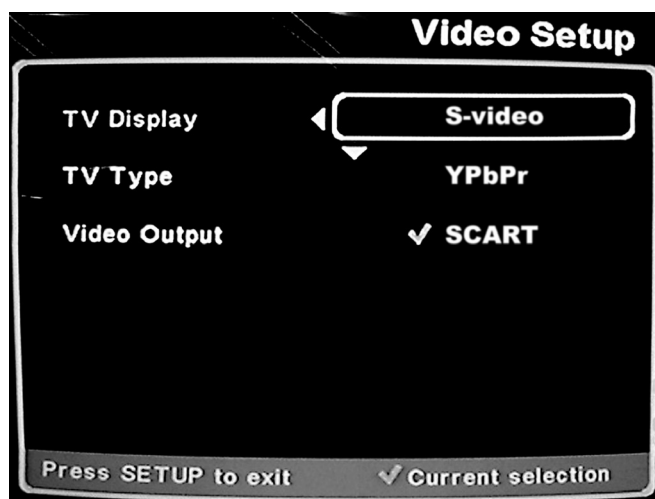 Video Setup
TV Display S-video
TV Type YPbPr
Video Output ✓ SCART
Press SETUP to exit ✓ Current selection